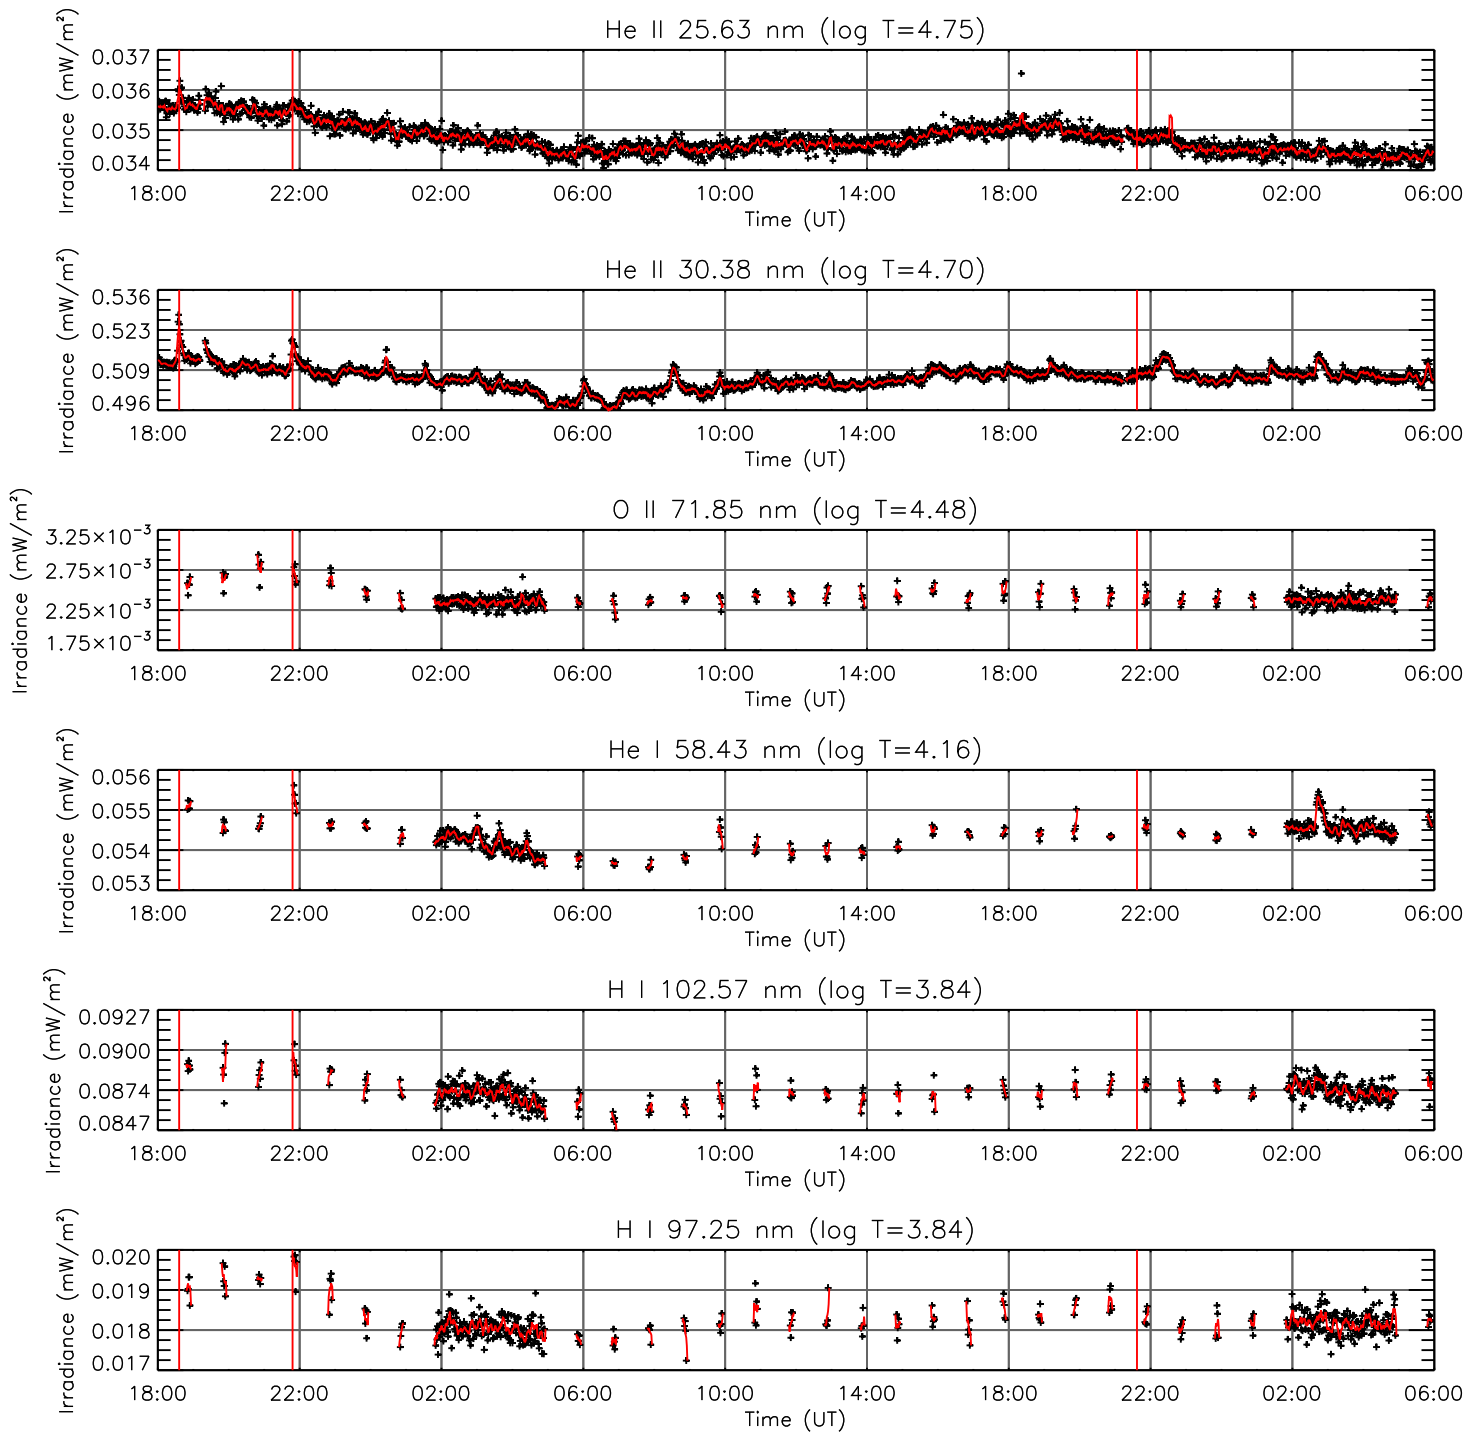 He II 25.63 nm (log T=4.75)
Irradiance (mW/m²)
0.037
0.036
0.035
0.034
18:00 22:00 02:00 06:00 10:00 14:00 18:00 22:00 02:00 06:00
Time (UT)
He II 30.38 nm (log T=4.70)
Irradiance (mW/m²)
0.536
0.523
0.509
0.496
18:00 22:00 02:00 06:00 10:00 14:00 18:00 22:00 02:00 06:00
Time (UT)
O II 71.85 nm (log T=4.48)
Irradiance (mW/m²)
3.25×10⁻³
2.75×10⁻³
2.25×10⁻³
1.75×10⁻³
18:00 22:00 02:00 06:00 10:00 14:00 18:00 22:00 02:00 06:00
Time (UT)
He I 58.43 nm (log T=4.16)
Irradiance (mW/m²)
0.056
0.055
0.054
0.053
18:00 22:00 02:00 06:00 10:00 14:00 18:00 22:00 02:00 06:00
Time (UT)
H I 102.57 nm (log T=3.84)
Irradiance (mW/m²)
0.0927
0.0900
0.0874
0.0847
18:00 22:00 02:00 06:00 10:00 14:00 18:00 22:00 02:00 06:00
Time (UT)
H I 97.25 nm (log T=3.84)
Irradiance (mW/m²)
0.020
0.019
0.018
0.017
18:00 22:00 02:00 06:00 10:00 14:00 18:00 22:00 02:00 06:00
Time (UT)